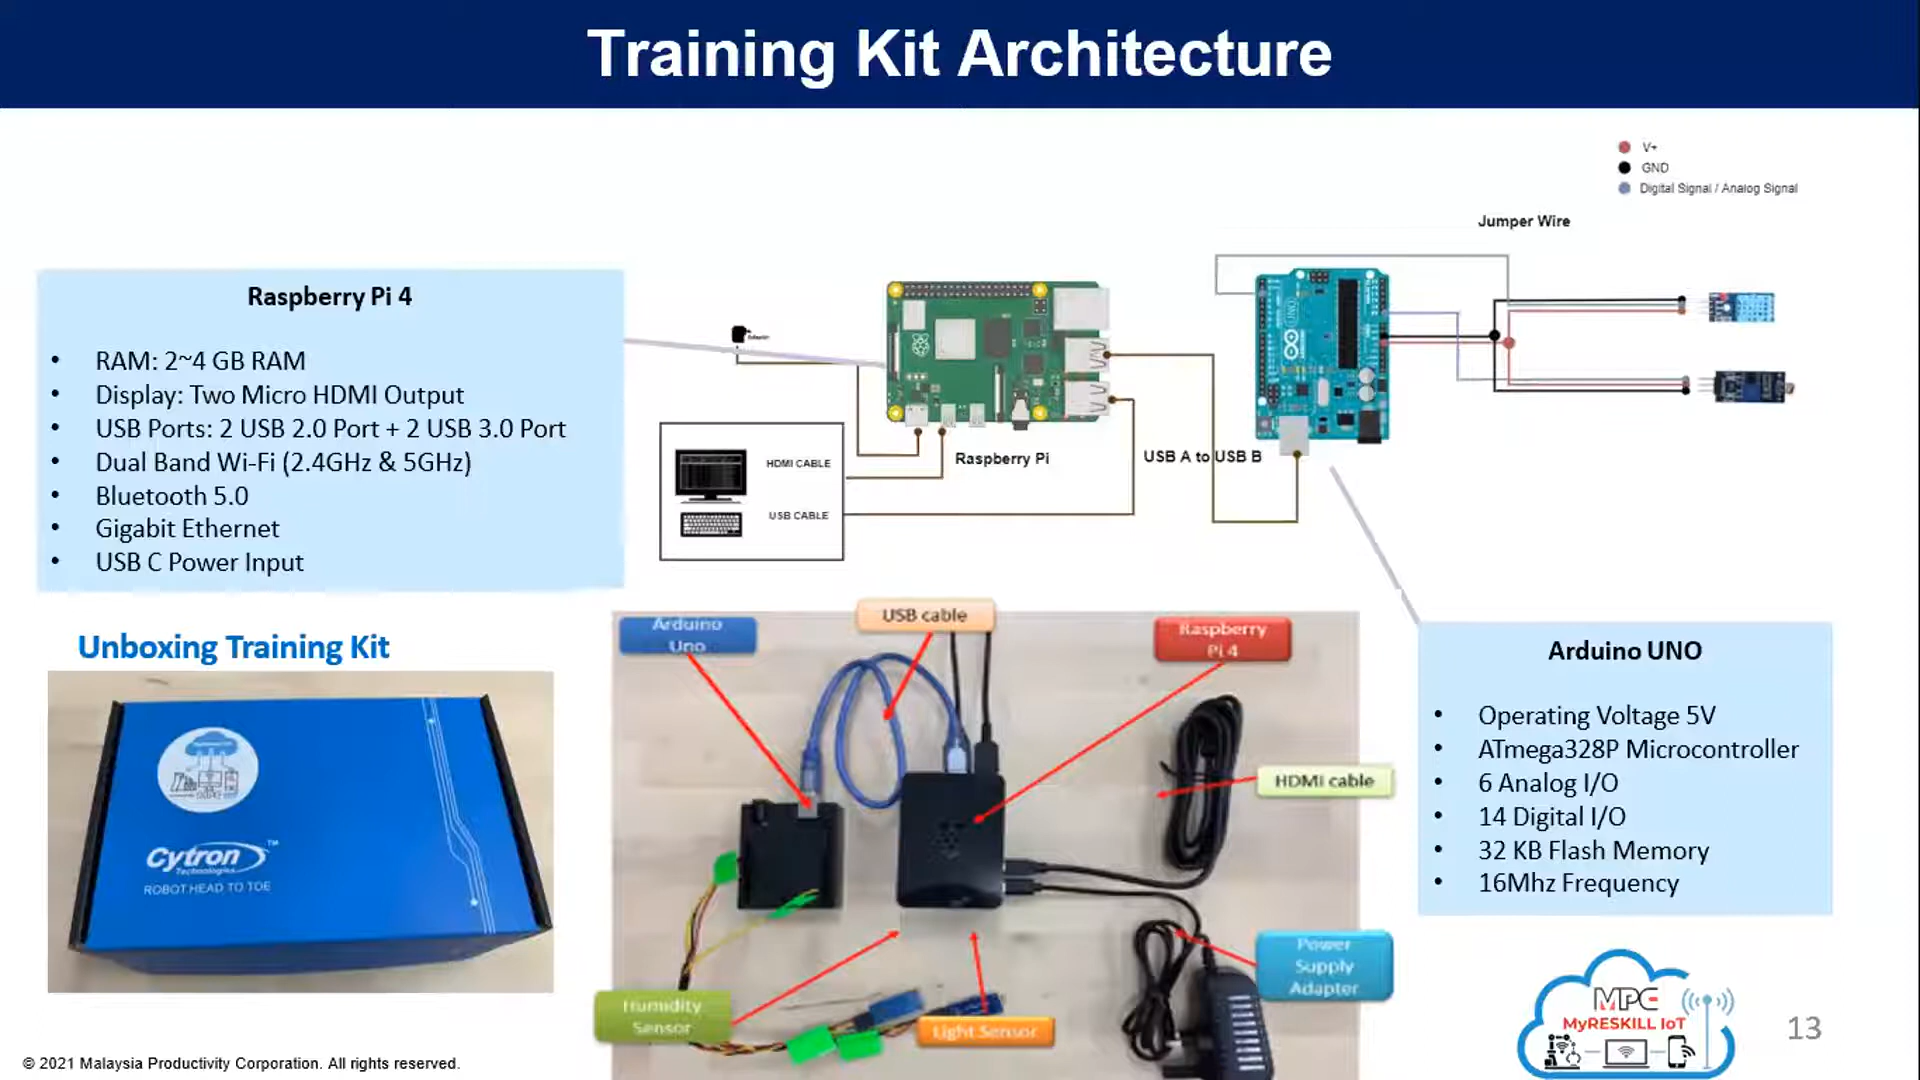 Training Kit Architecture
V+
GND
Digital Signal / Analog Signal
Jumper Wire
Raspberry Pi 4
• RAM: 2~4 GB RAM
• Display: Two Micro HDMI Output
• USB Ports: 2 USB 2.0 Port + 2 USB 3.0 Port
• Dual Band Wi-Fi (2.4GHz & 5GHz)
• Bluetooth 5.0
• Gigabit Ethernet
• USB C Power Input
HDMI CABLE
USB CABLE
Raspberry Pi
USB A to USB B
Unboxing Training Kit
Cytron™
Technologies
ROBOT HEAD TO TOE
Arduino
Uno
USB cable
Raspberry
Pi 4
HDMI cable
Power
Supply
Adapter
Humidity
Sensor
Light Sensor
Arduino UNO
• Operating Voltage 5V
• ATmega328P Microcontroller
• 6 Analog I/O
• 14 Digital I/O
• 32 KB Flash Memory
• 16Mhz Frequency
MPC
MyRESKILL IoT
13
© 2021 Malaysia Productivity Corporation. All rights reserved.